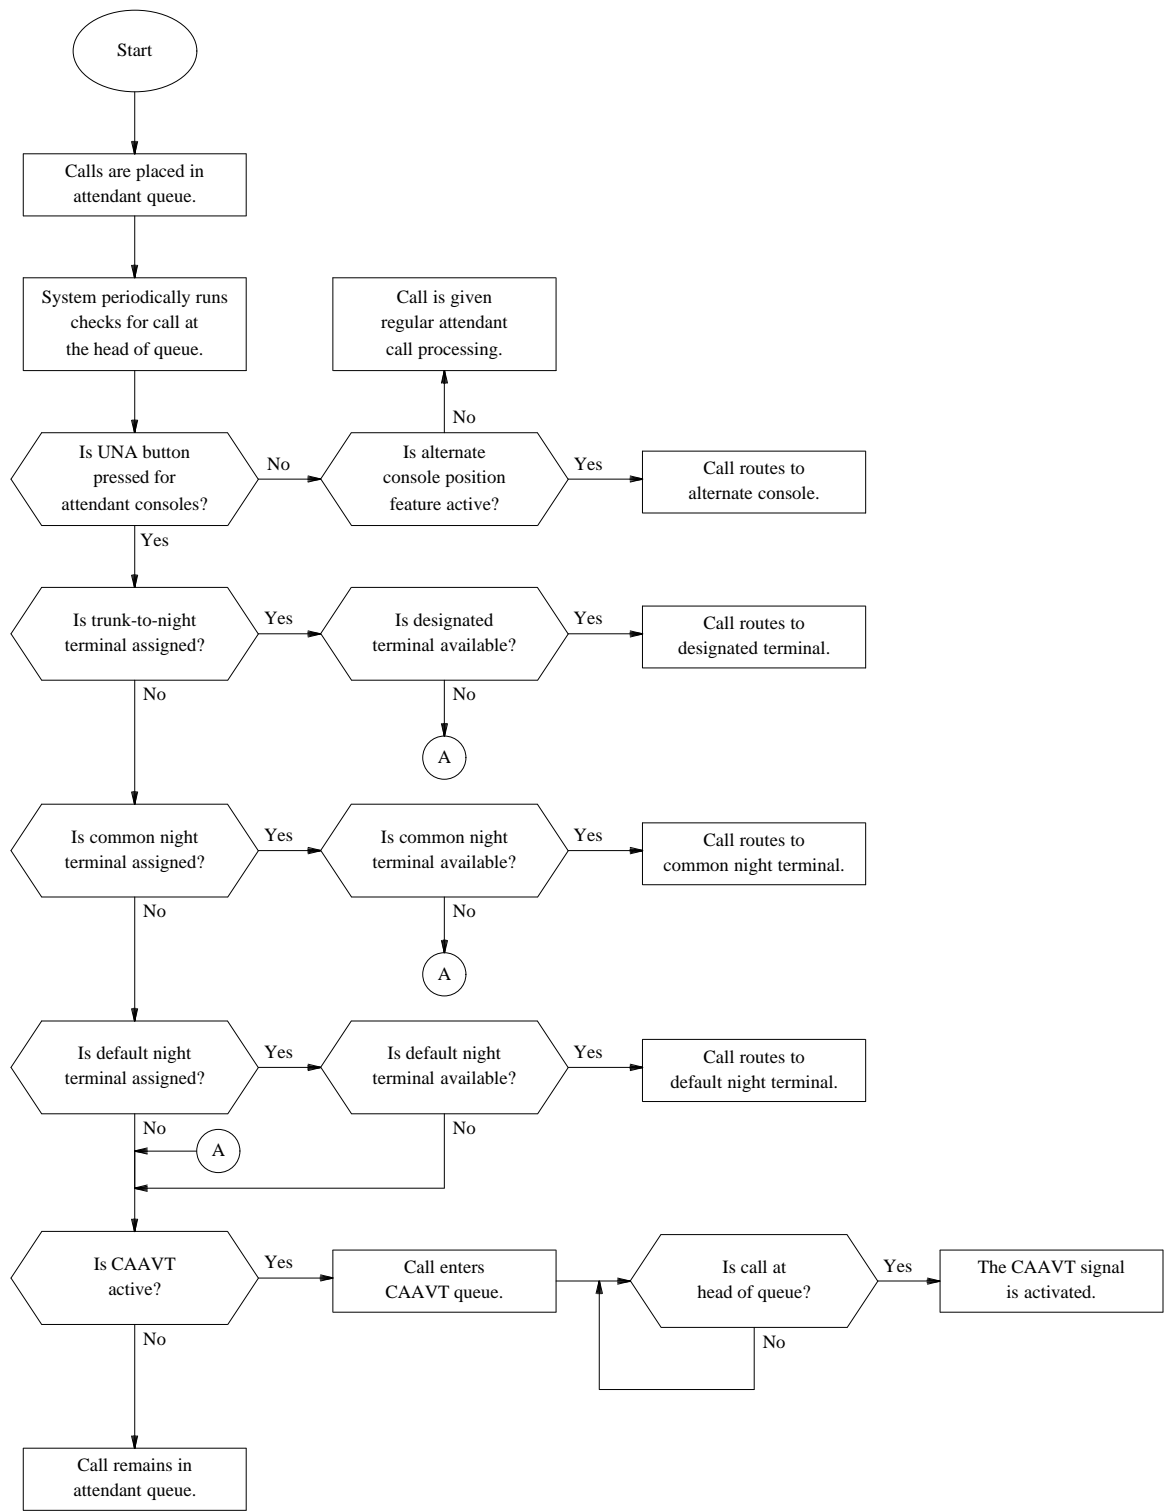 Start
Calls are placed in
attendant queue.
System periodically runs
checks for call at
the head of queue.
Call is given
regular attendant
call processing.
No
Is UNA button
pressed for
attendant consoles?
No
Is alternate
console position
feature active?
Yes
Call routes to
alternate console.
Yes
Is trunk-to-night
terminal assigned?
Yes
Is designated
terminal available?
Yes
Call routes to
designated terminal.
No
No
A
Is common night
terminal assigned?
Yes
Is common night
terminal available?
Yes
Call routes to
common night terminal.
No
No
A
Is default night
terminal assigned?
Yes
Is default night
terminal available?
Yes
Call routes to
default night terminal.
No
No
A
Is CAAVT
active?
Yes
Call enters
CAAVT queue.
Is call at
head of queue?
Yes
The CAAVT signal
is activated.
No
No
Call remains in
attendant queue.